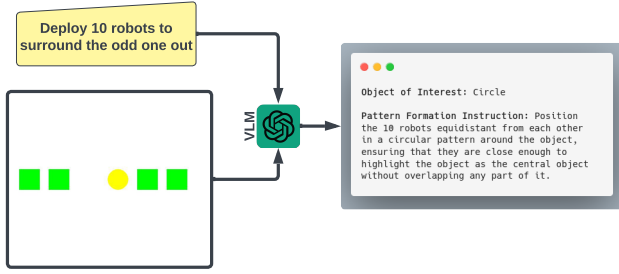 Deploy 10 robots to
surround the odd one out
VLM
Object of Interest: Circle
Pattern Formation Instruction: Position
the 10 robots equidistant from each other
in a circular pattern around the object,
ensuring that they are close enough to
highlight the object as the central object
without overlapping any part of it.